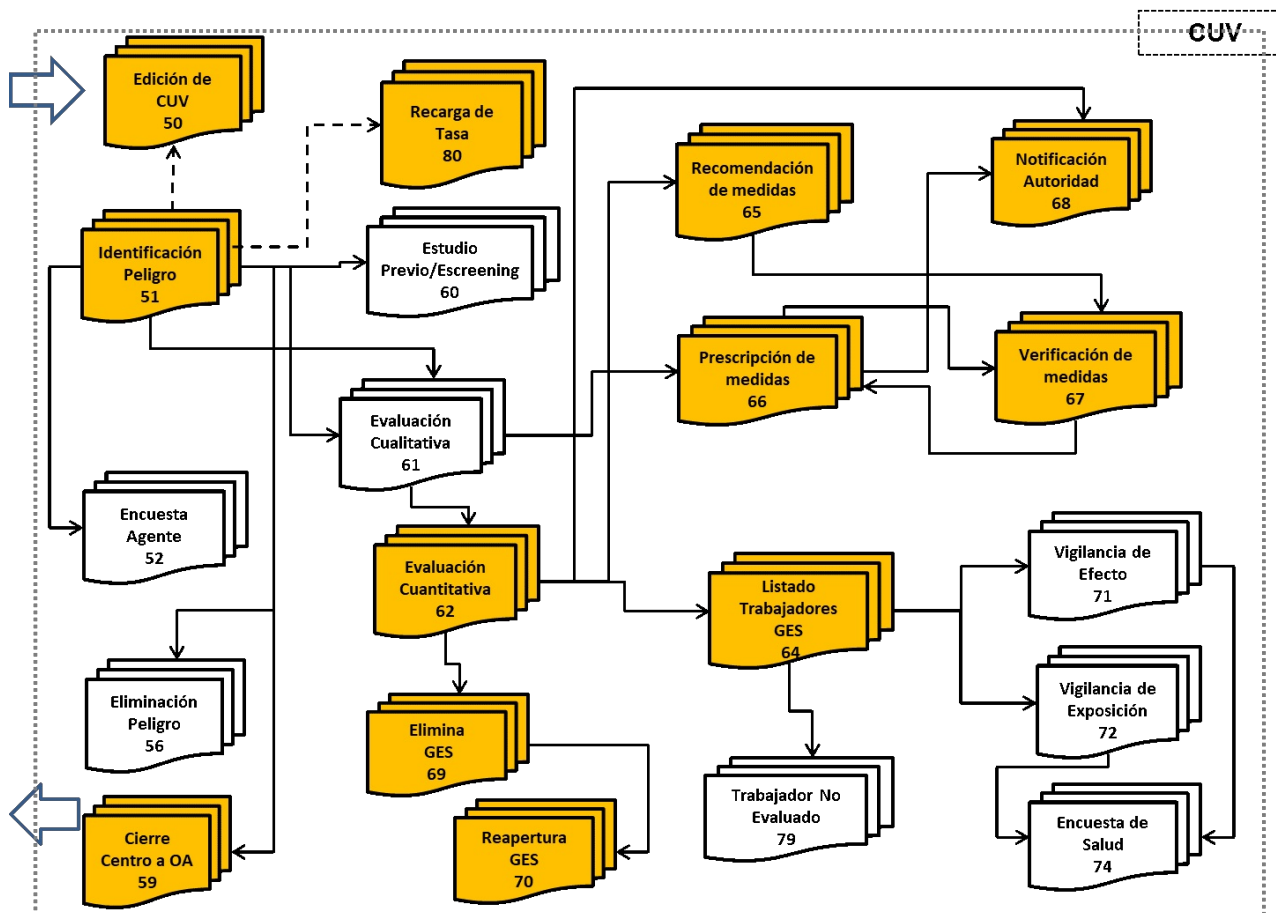 CUV
Edición de
CUV
50
Recarga de
Tasa
80
Recomendación
de medidas
65
Notificación
Autoridad
68
Identificación
Peligro
51
Estudio
Previo/Escreening
60
Prescripción de
medidas
66
Verificación de
medidas
67
Evaluación
Cualitativa
61
Encuesta
Agente
52
Evaluación
Cuantitativa
62
Listado
Trabajadores
GES
64
Vigilancia de
Efecto
71
Eliminación
Peligro
56
Elimina
GES
69
Vigilancia de
Exposición
72
Cierre
Centro a OA
59
Reapertura
GES
70
Trabajador No
Evaluado
79
Encuesta de
Salud
74